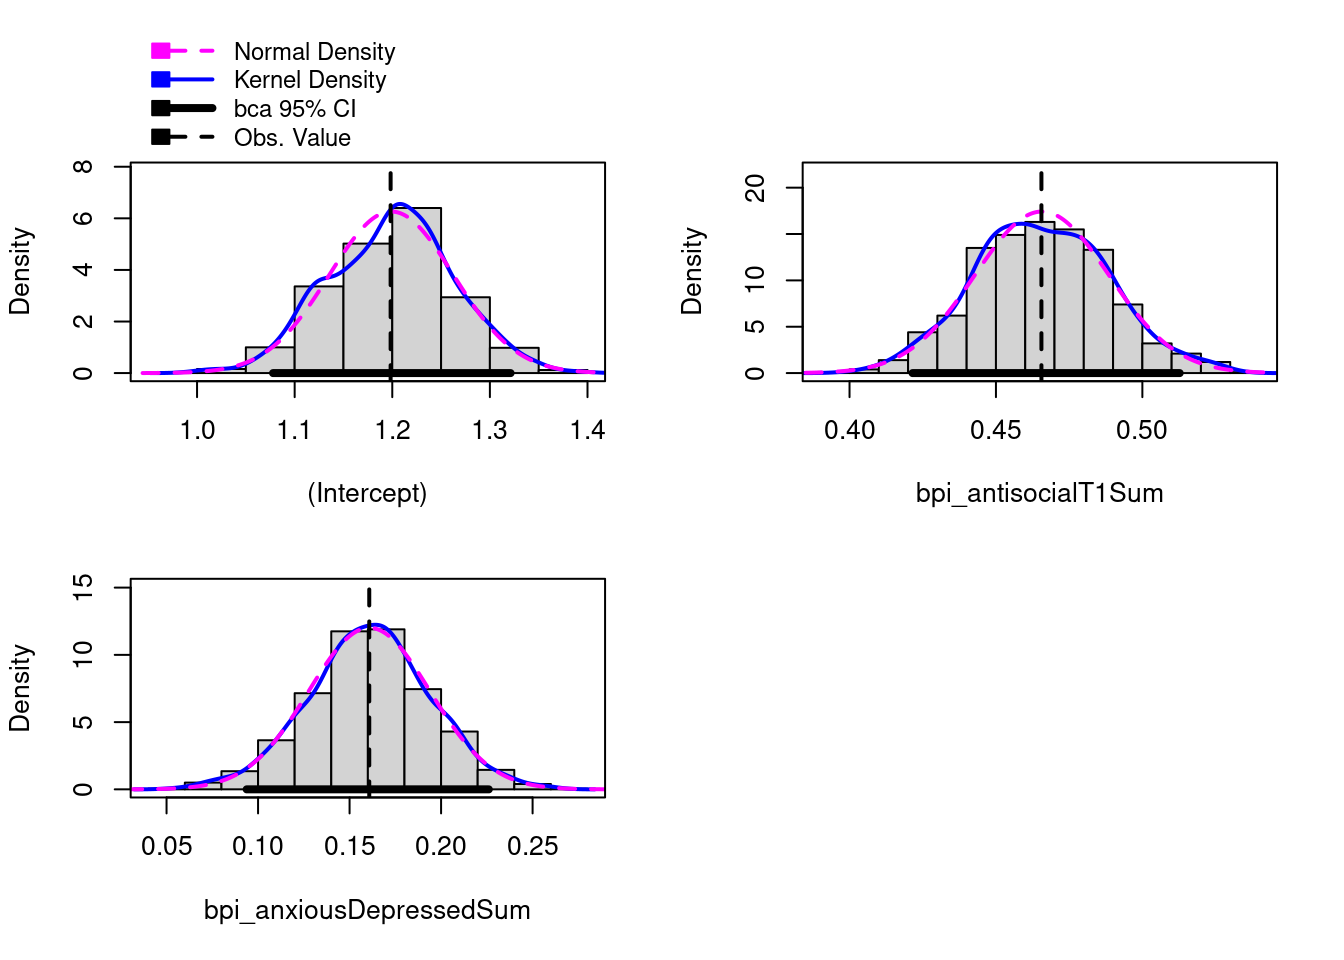 Normal Density
Kernel Density
bca 95% CI
Obs. Value
Density
0 2 4 6 8
1.0 1.1 1.2 1.3 1.4
(Intercept)
Density
0 5 10 20
0.40 0.45 0.50
bpi_antisocialT1Sum
Density
0 5 10 15
0.05 0.10 0.15 0.20 0.25
bpi_anxiousDepressedSum